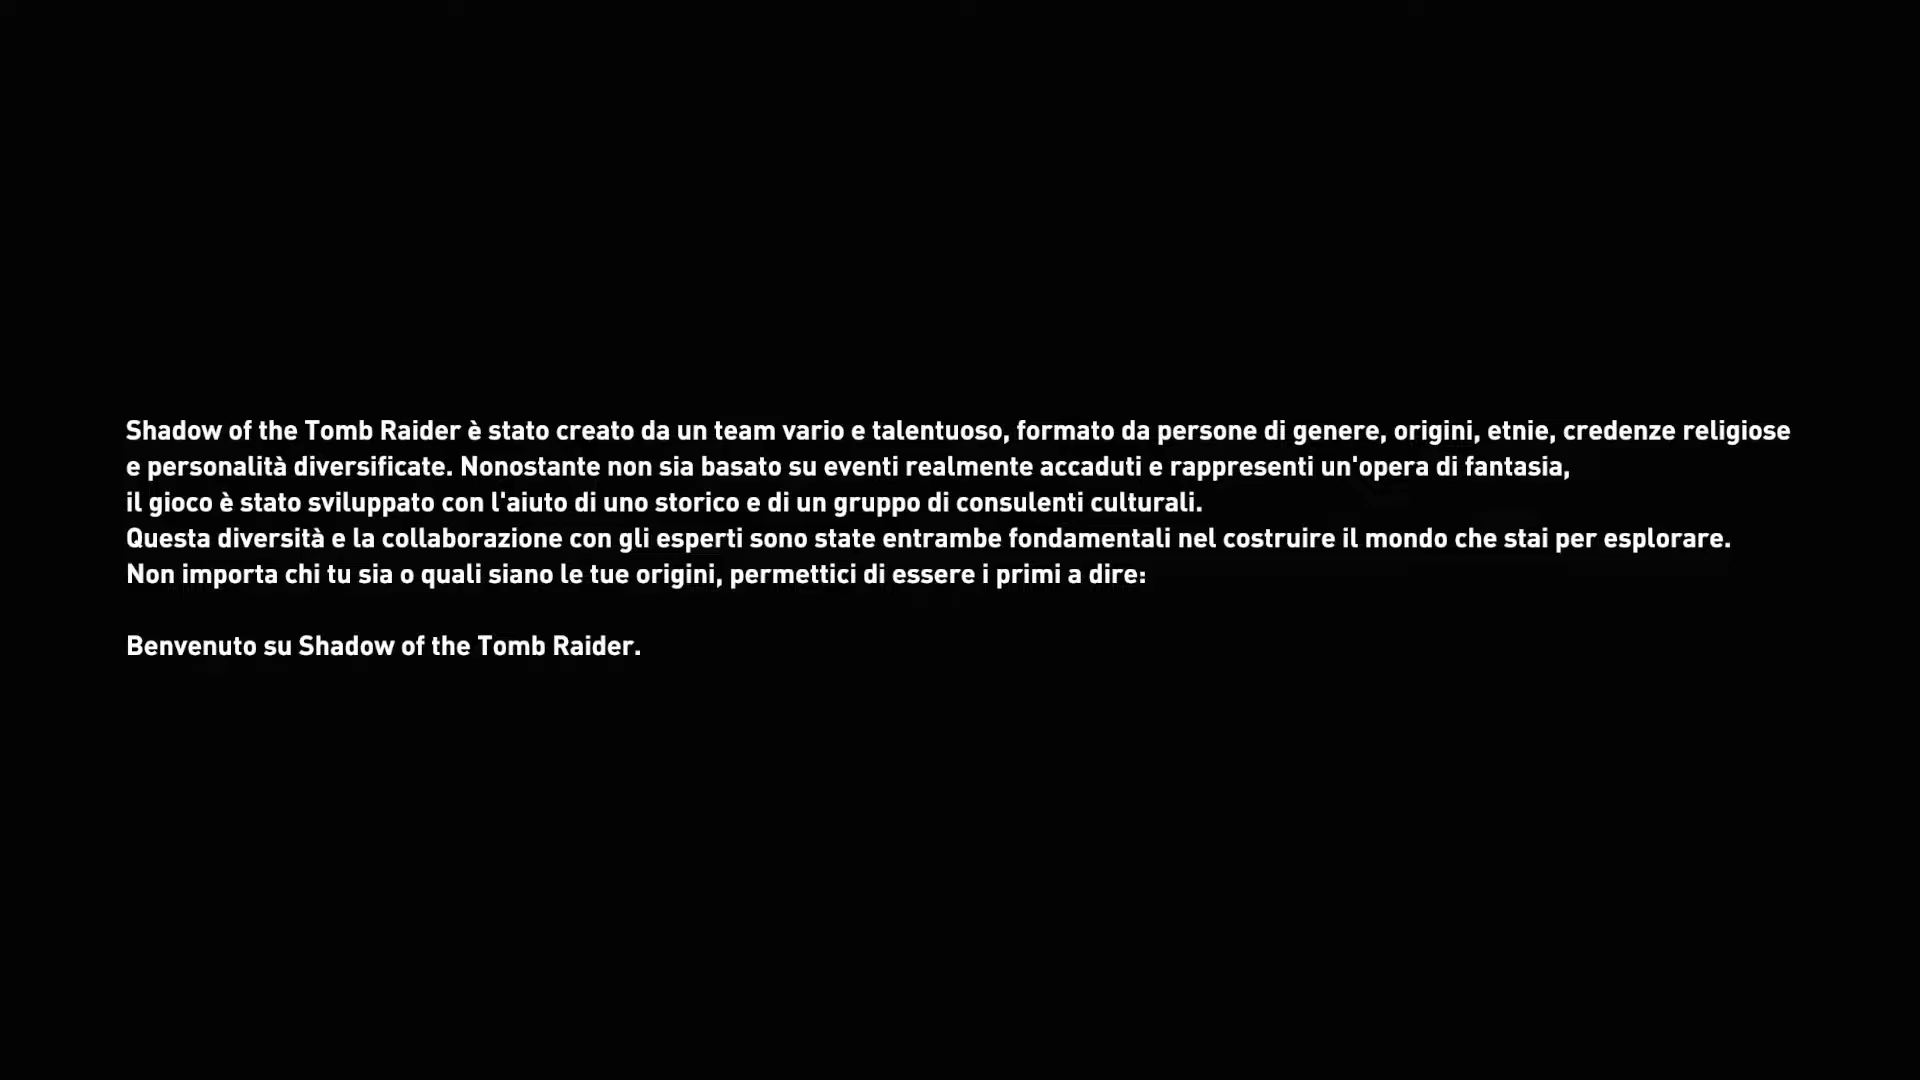 Shadow of the Tomb Raider è stato creato da un team vario e talentuoso, formato da persone di genere, origini, etnie, credenze religiose
e personalità diversificate. Nonostante non sia basato su eventi realmente accaduti e rappresenti un'opera di fantasia,
il gioco è stato sviluppato con l'aiuto di uno storico e di un gruppo di consulenti culturali.
Questa diversità e la collaborazione con gli esperti sono state entrambe fondamentali nel costruire il mondo che stai per esplorare.
Non importa chi tu sia o quali siano le tue origini, permettici di essere i primi a dire:
Benvenuto su Shadow of the Tomb Raider.